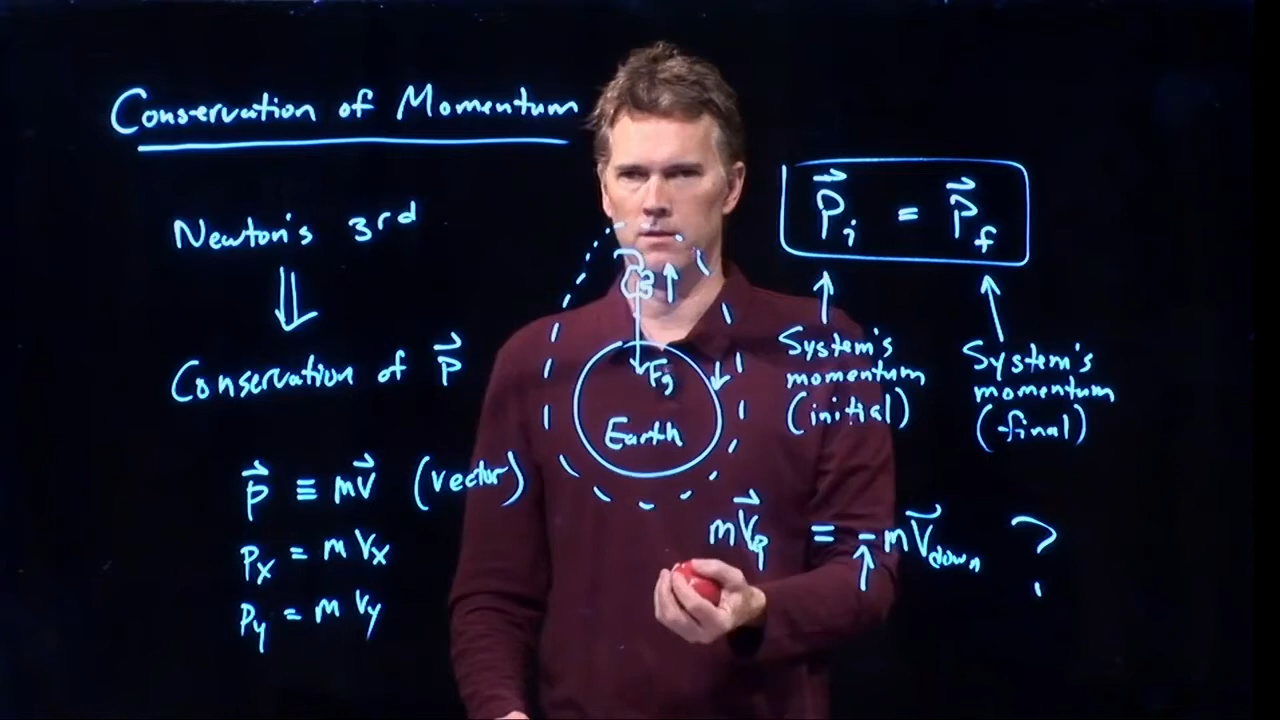 Conservation of Momentum
Newton's 3rd
⇓
Conservation of P⃗
P⃗ ≡ mV⃗ (vector)
Px = m Vx
Py = m Vy
Fg
Earth
P⃗i = P⃗f
System's
momentum
(initial)
System's
momentum
(final)
= -mV⃗down ?